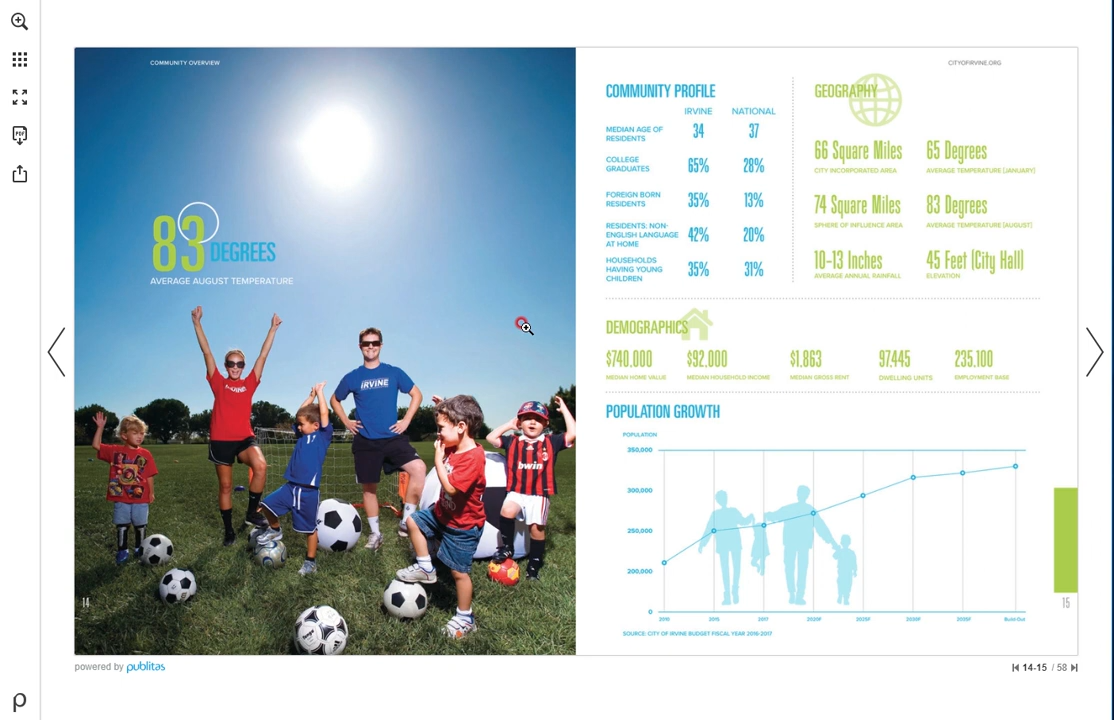 COMMUNITY OVERVIEW
83 DEGREES
AVERAGE AUGUST TEMPERATURE
IRVINE
bwin
14
CITYOFIRVINE.ORG
COMMUNITY PROFILE
IRVINE NATIONAL
MEDIAN AGE OF
RESIDENTS
34 37
COLLEGE
GRADUATES
65% 28%
FOREIGN BORN
RESIDENTS
35% 13%
RESIDENTS: NON-
ENGLISH LANGUAGE
AT HOME
42% 20%
HOUSEHOLDS
HAVING YOUNG
CHILDREN
35% 31%
GEOGRAPHY
66 Square Miles
CITY INCORPORATED AREA
65 Degrees
AVERAGE TEMPERATURE (JANUARY)
74 Square Miles
SPHERE OF INFLUENCE AREA
83 Degrees
AVERAGE TEMPERATURE (AUGUST)
10-13 Inches
AVERAGE ANNUAL RAINFALL
45 Feet (City Hall)
ELEVATION
DEMOGRAPHICS
$740,000
MEDIAN HOME VALUE
$92,000
MEDIAN HOUSEHOLD INCOME
$1,863
MEDIAN GROSS RENT
97,445
DWELLING UNITS
235,100
EMPLOYMENT BASE
POPULATION GROWTH
POPULATION
350,000
300,000
250,000
200,000
0
2010 2015 2017 Build-Out
SOURCE: CITY OF IRVINE BUDGET FISCAL YEAR 2016-2017
15
powered by publitas
14-15 / 58
PDF